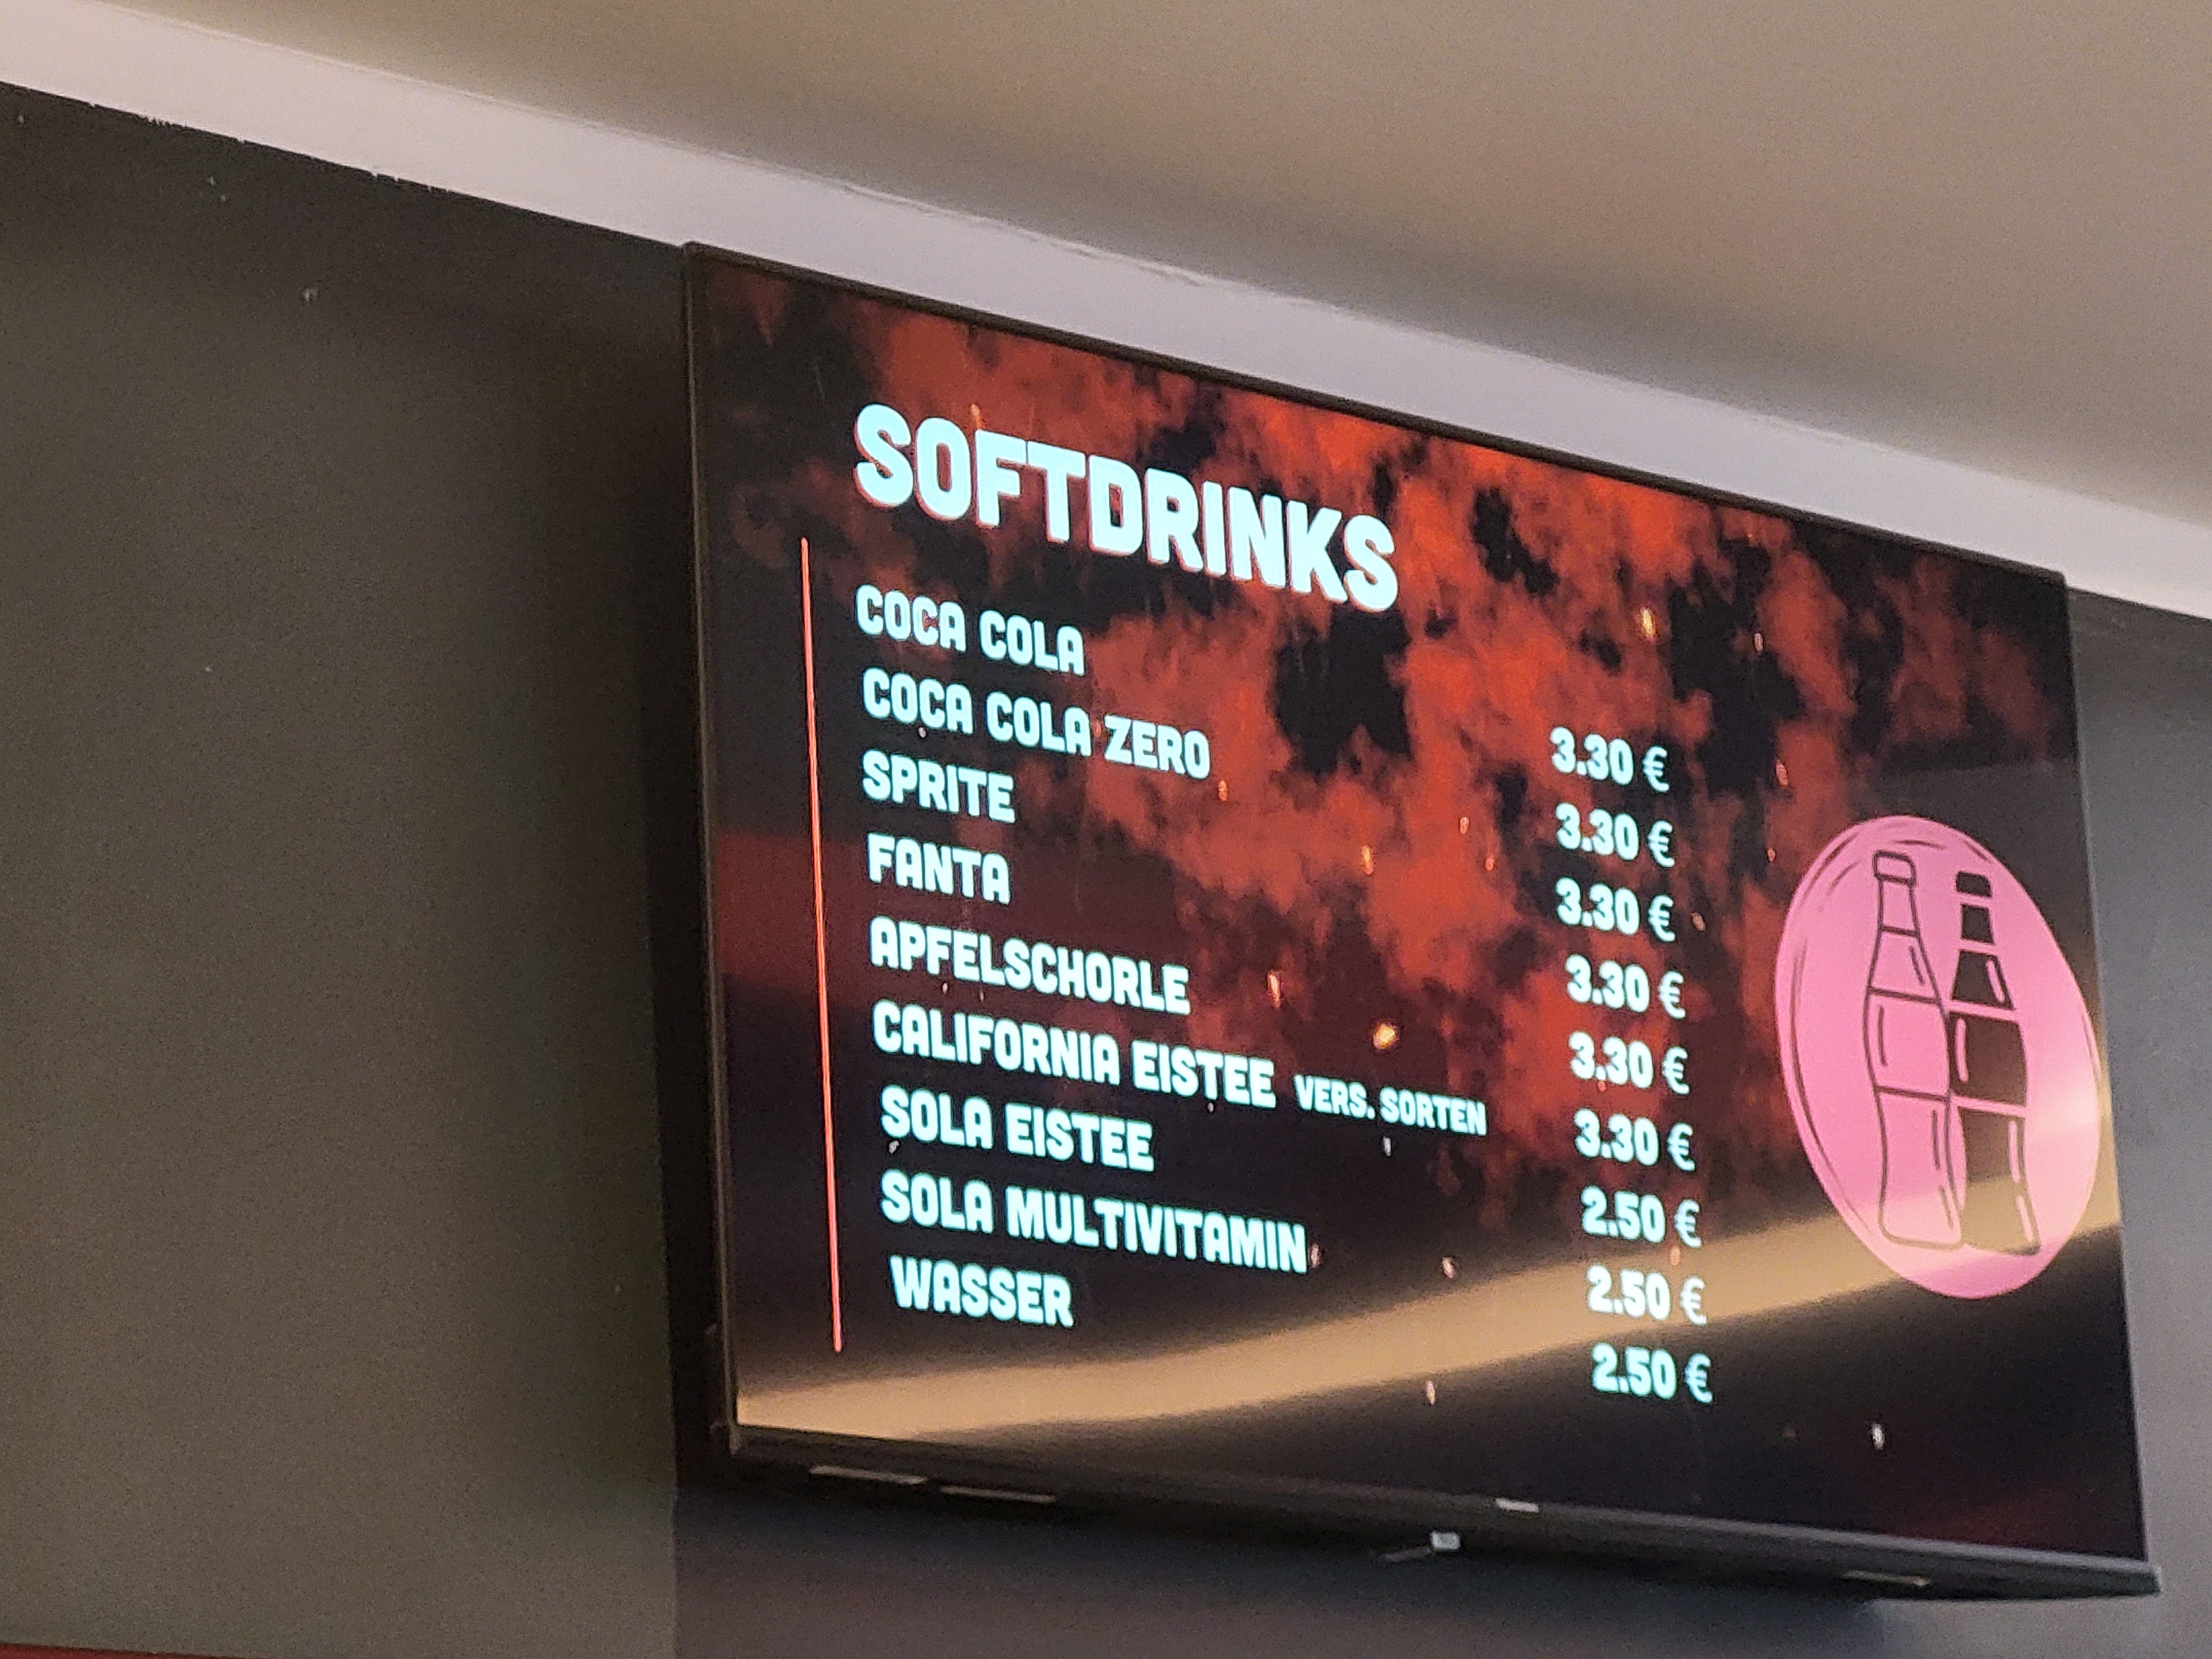 SOFTDRINKS
COCA COLA 3.30 €
COCA COLA ZERO 3.30 €
SPRITE 3.30 €
FANTA 3.30 €
APFELSCHORLE 3.30 €
CALIFORNIA EISTEE VERS. SORTEN 3.30 €
SOLA EISTEE 2.50 €
SOLA MULTIVITAMIN 2.50 €
WASSER 2.50 €